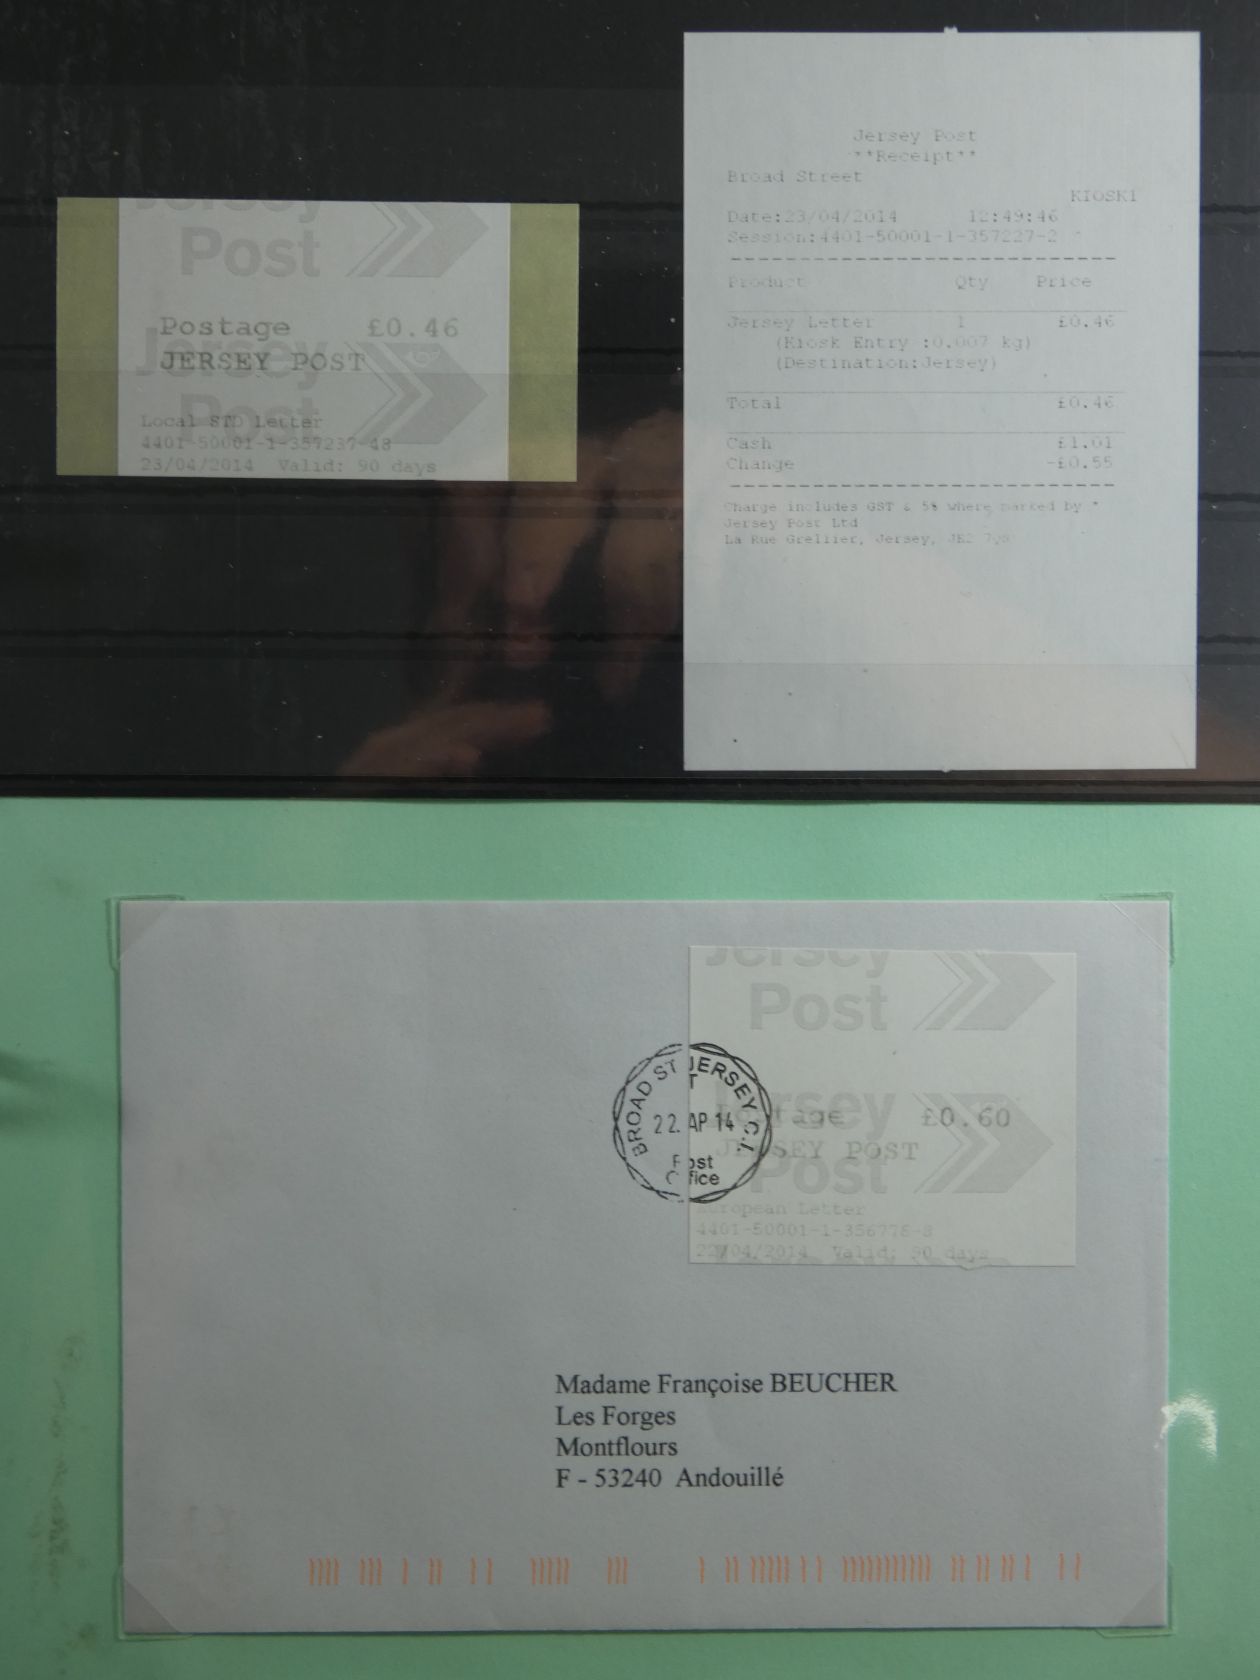 Jersey
Post
Postage £0.46
Jersey
JERSEY POST
Post
Local STD Letter
4401-50001-1-357237-48
23/04/2014 Valid: 90 days
Jersey Post
**Receipt**
Broad Street
KIOSK1
Date:23/04/2014 12:49:46
Session:4401-50001-1-357227-2
Product Qty Price
Jersey Letter 1 £0.46
(Kiosk Entry :0.007 kg)
(Destination:Jersey)
Total £0.46
Cash £1.01
Change -£0.55
Charge includes GST & 5% where marked by *
Jersey Post Ltd
La Rue Grellier, Jersey, JE2
Jersey
Post
Jersey
Postage £0.60
JERSEY POST
Post
European Letter
4401-50001-1-356776-8
22/04/2014 Valid: 90 days
BROAD ST JERSEY C.I.
T
22. AP 14
Post
Office
Madame Françoise BEUCHER
Les Forges
Montflours
F - 53240 Andouillé